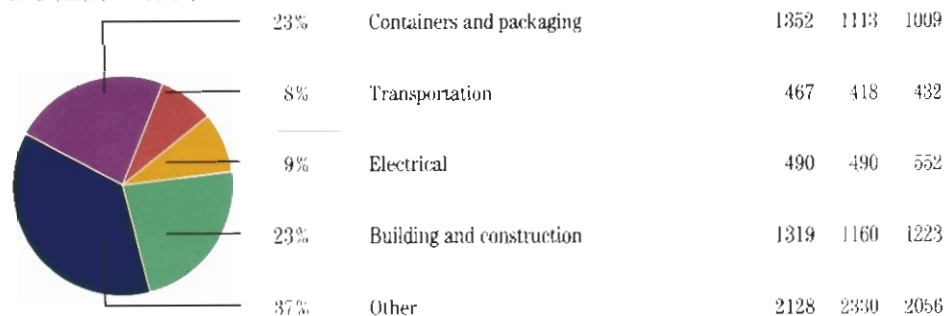 23% Containers and packaging 1352 1113 1009
8% Transportation 467 418 432
9% Electrical 490 490 552
23% Building and construction 1319 1160 1223
37% Other 2128 2330 2056